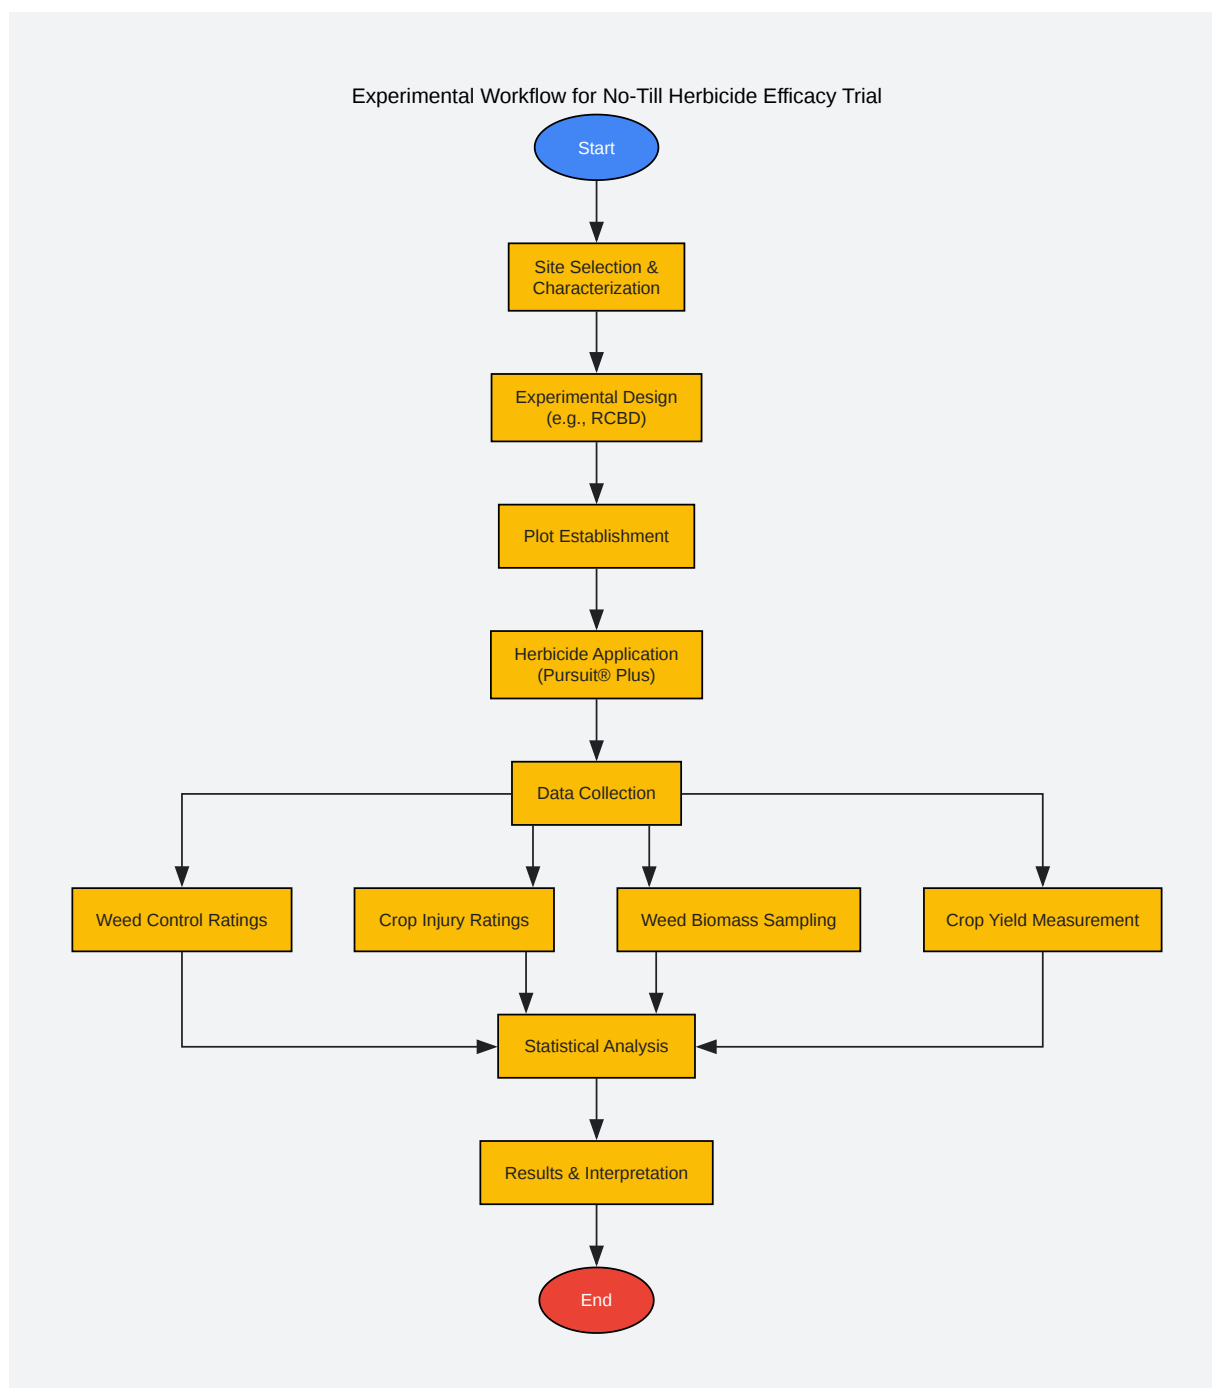 Experimental Workflow for No-Till Herbicide Efficacy Trial
Start
Site Selection &
Characterization
Experimental Design
(e.g., RCBD)
Plot Establishment
Herbicide Application
(Pursuit® Plus)
Data Collection
Weed Control Ratings
Crop Injury Ratings
Weed Biomass Sampling
Crop Yield Measurement
Statistical Analysis
Results & Interpretation
End